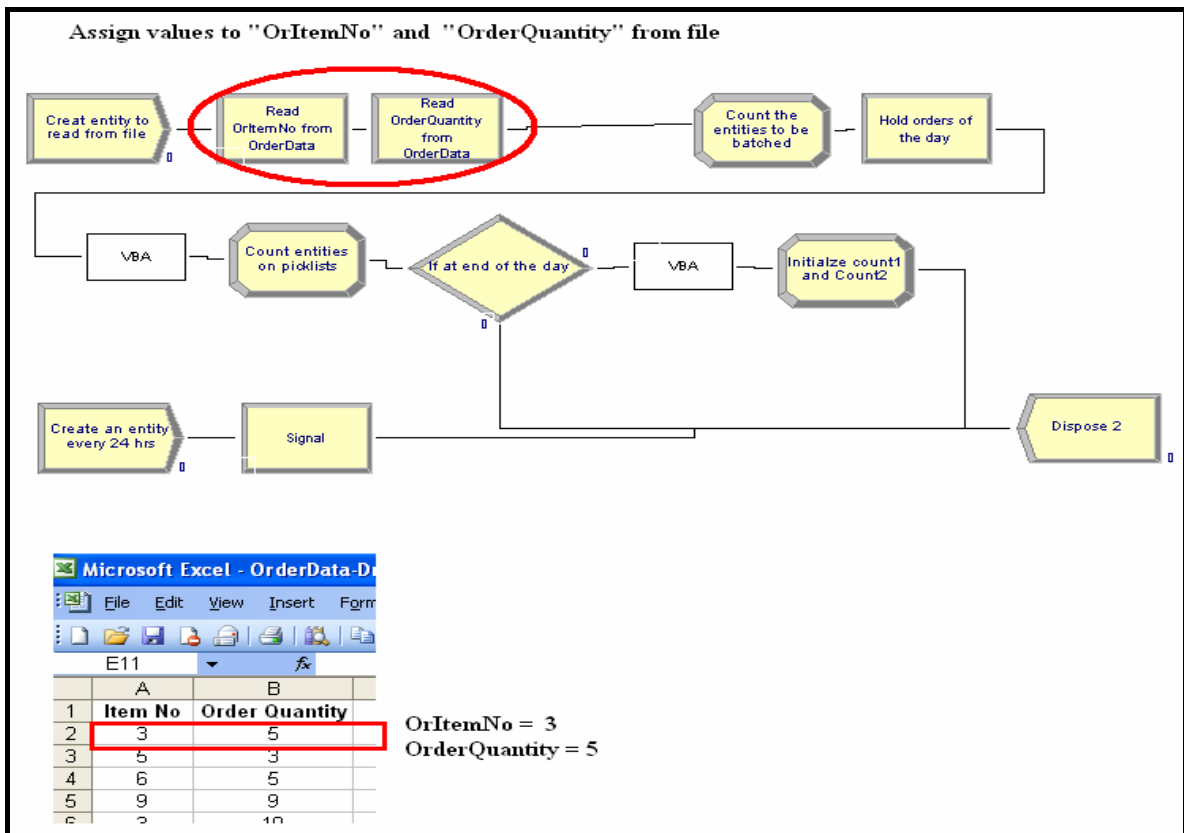 Assign values to "OrItemNo" and "OrderQuantity" from file
Creat entity to
read from file
Read
OrItemNo from
OrderData
Read
OrderQuantity
from
OrderData
Count the
entities to be
batched
Hold orders of
the day
VBA
Count entities
on picklists
If at end of the day
VBA
Initialze count1
and Count2
Create an entity
every 24 hrs
Signal
Dispose 2
Microsoft Excel - OrderData-D
File Edit View Insert Form
E11 fx
A B
1 Item No Order Quantity
2 3 5
3 5 3
4 6 5
5 9 9
OrItemNo = 3
OrderQuantity = 5